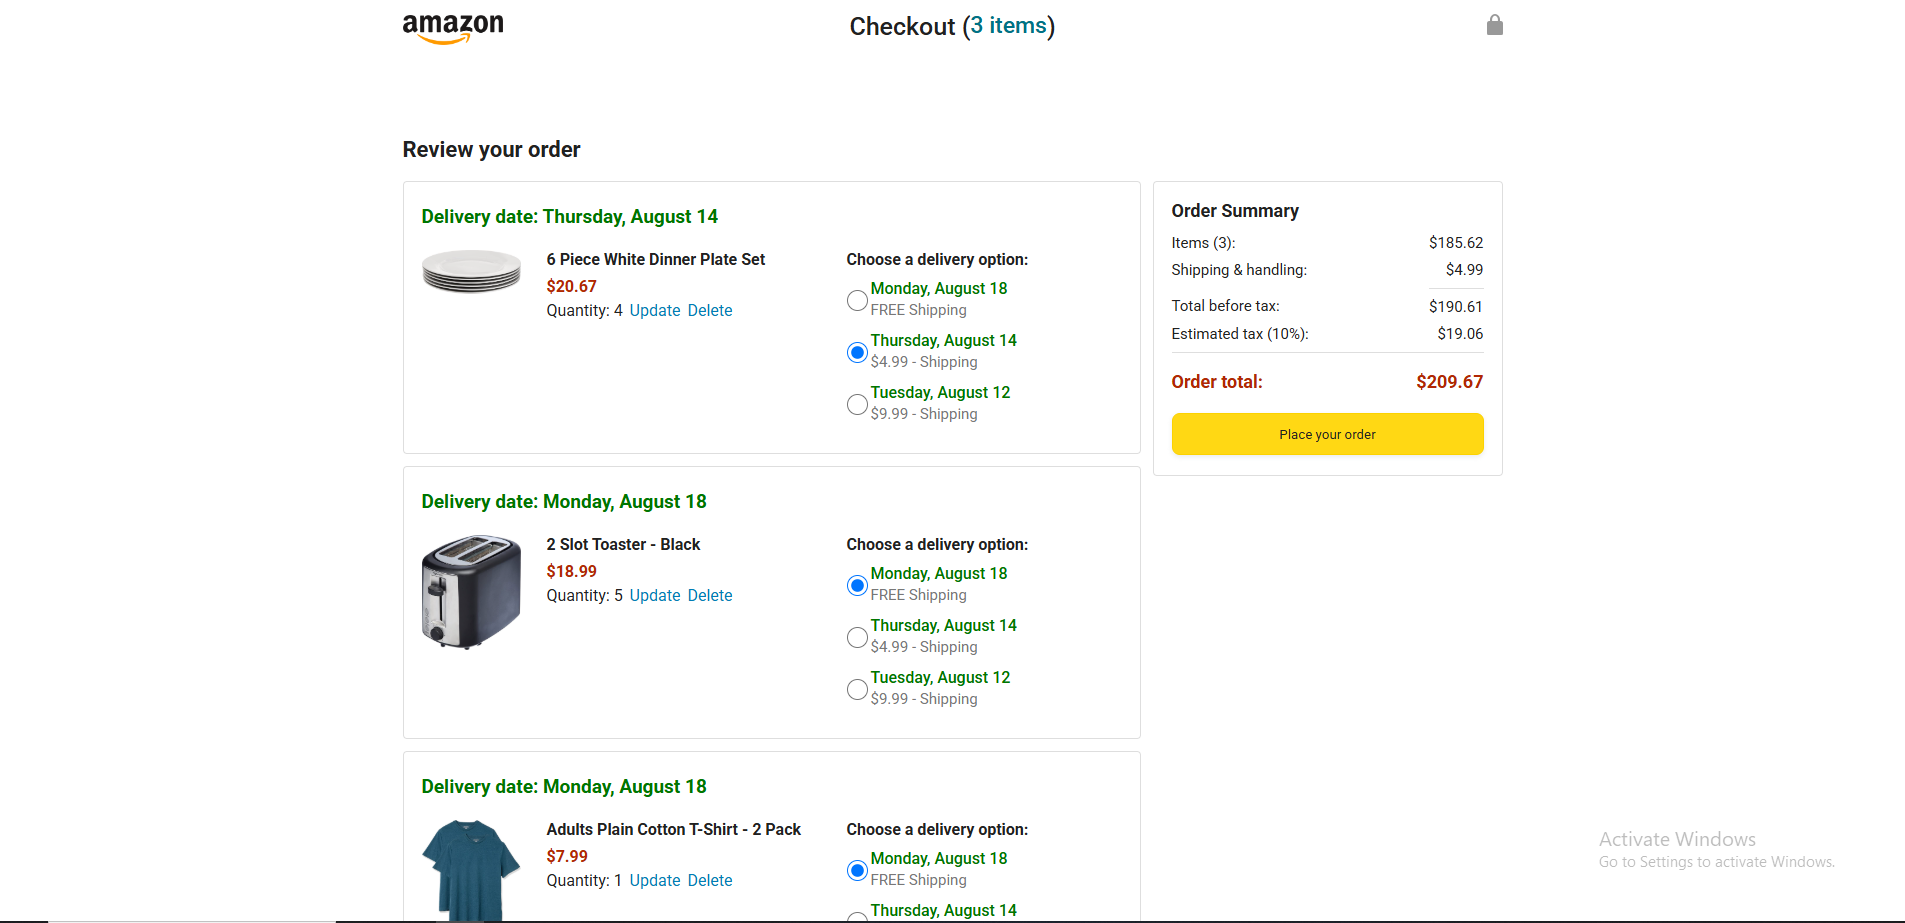 amazon
Checkout (3 items)
Review your order
Delivery date: Thursday, August 14
6 Piece White Dinner Plate Set
$20.67
Quantity: 4 Update Delete
Choose a delivery option:
Monday, August 18
FREE Shipping
Thursday, August 14
$4.99 - Shipping
Tuesday, August 12
$9.99 - Shipping
Order Summary
Items (3): $185.62
Shipping & handling: $4.99
Total before tax: $190.61
Estimated tax (10%): $19.06
Order total: $209.67
Place your order
Delivery date: Monday, August 18
2 Slot Toaster - Black
$18.99
Quantity: 5 Update Delete
Choose a delivery option:
Monday, August 18
FREE Shipping
Thursday, August 14
$4.99 - Shipping
Tuesday, August 12
$9.99 - Shipping
Delivery date: Monday, August 18
Adults Plain Cotton T-Shirt - 2 Pack
$7.99
Quantity: 1 Update Delete
Choose a delivery option:
Monday, August 18
FREE Shipping
Thursday, August 14
Activate Windows
Go to Settings to activate Windows.